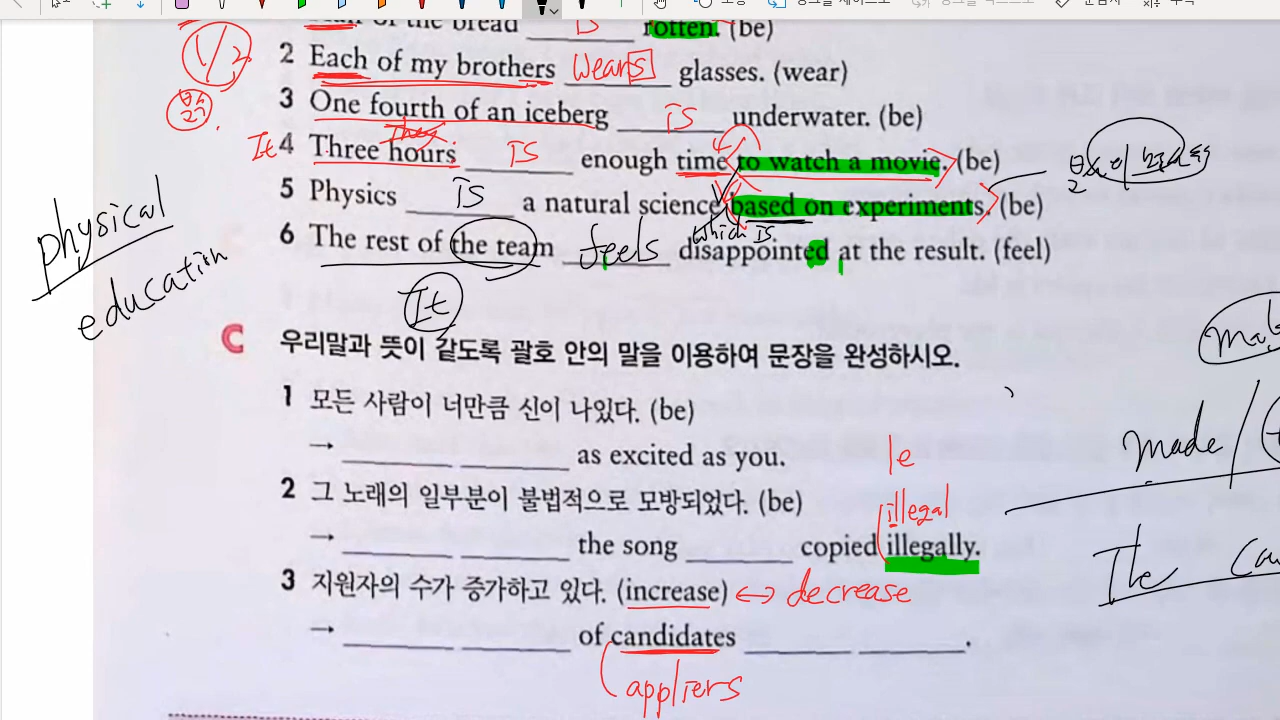 of the bread is rotten. (be)
1/2
2 Each of my brothers wears glasses. (wear)
3 One fourth of an iceberg is underwater. (be)
They
It 4 Three hours is enough time to watch a movie. (be)
5 Physics is a natural science based on experiments. (be)
which is
6 The rest of the team feels disappointed at the result. (feel)
physical
education
It
C 우리말과 뜻이 같도록 괄호 안의 말을 이용하여 문장을 완성하시오.
1 모든 사람이 너만큼 신이 나있다. (be)
→ as excited as you.
made /
le
2 그 노래의 일부분이 불법적으로 모방되었다. (be)
illegal
→ the song copied illegally.
The
3 지원자의 수가 증가하고 있다. (increase) ↔ decrease
→ of candidates .
appliers